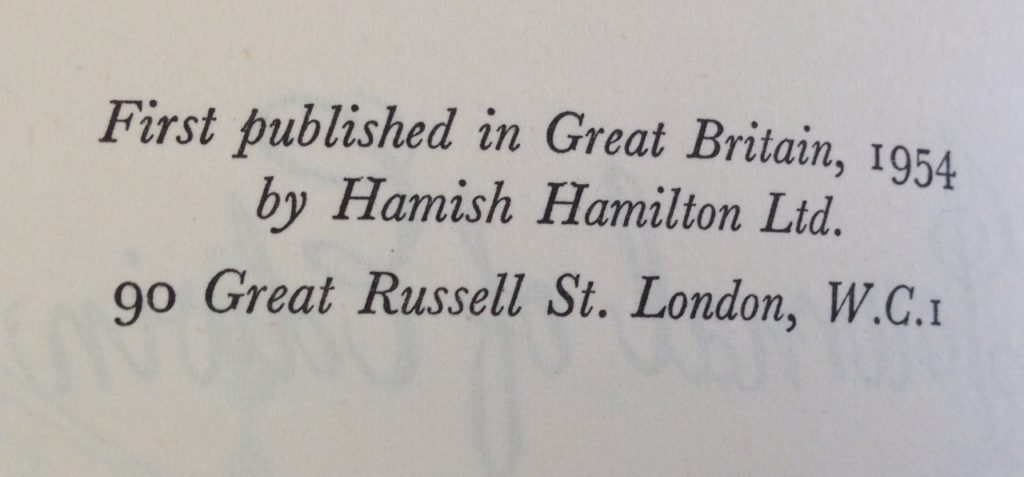 First published in Great Britain, 1954
by Hamish Hamilton Ltd.
90 Great Russell St. London, W.C.1